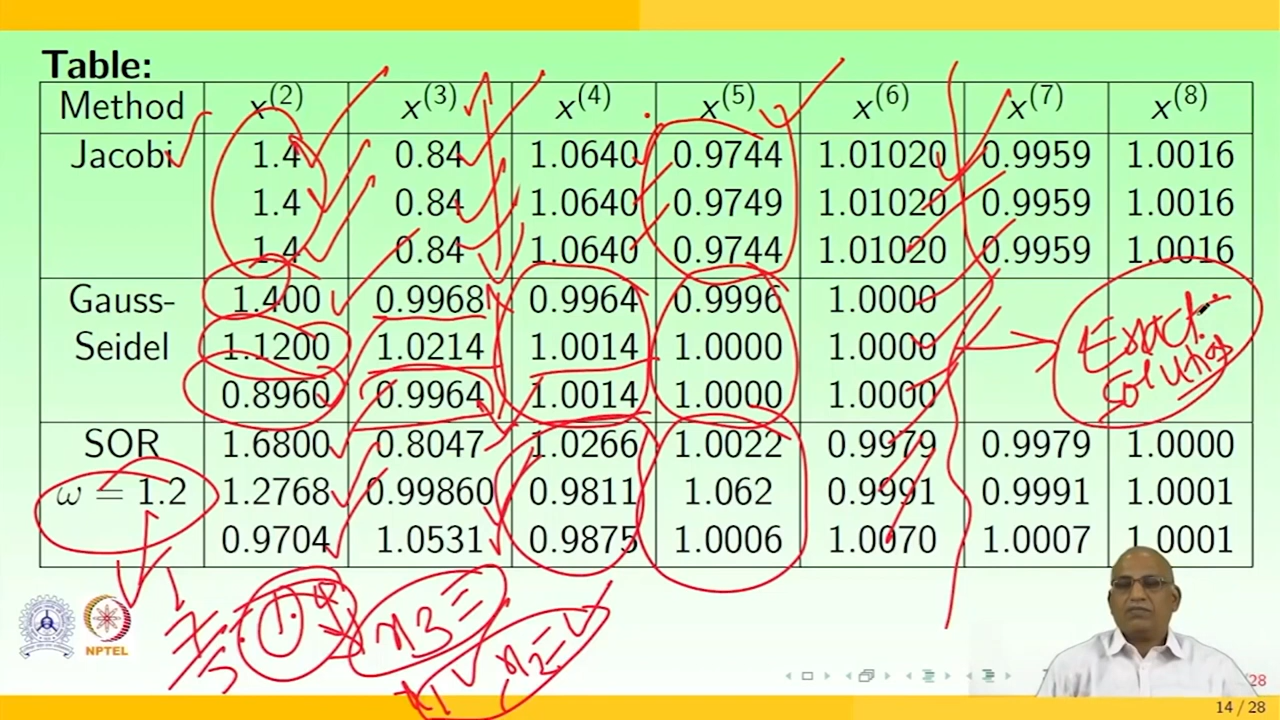 Table:
Method x(2) x(3) x(4) x(5) x(6) x(7) x(8)
Jacobi 1.4 0.84 1.0640 0.9744 1.01020 0.9959 1.0016
1.4 0.84 1.0640 0.9749 1.01020 0.9959 1.0016
1.4 0.84 1.0640 0.9744 1.01020 0.9959 1.0016
Gauss- 1.400 0.9968 0.9964 0.9996 1.0000
Seidel 1.1200 1.0214 1.0014 1.0000 1.0000
0.8960 0.9964 1.0014 1.0000 1.0000
Exact
Solution
SOR 1.6800 0.8047 1.0266 1.0022 0.9979 0.9979 1.0000
ω = 1.2 1.2768 0.99860 0.9811 1.062 0.9991 0.9991 1.0001
0.9704 1.0531 0.9875 1.0006 1.0070 1.0007 1.0001
x3 =
x1 x2 =
NPTEL
/28
14 / 28